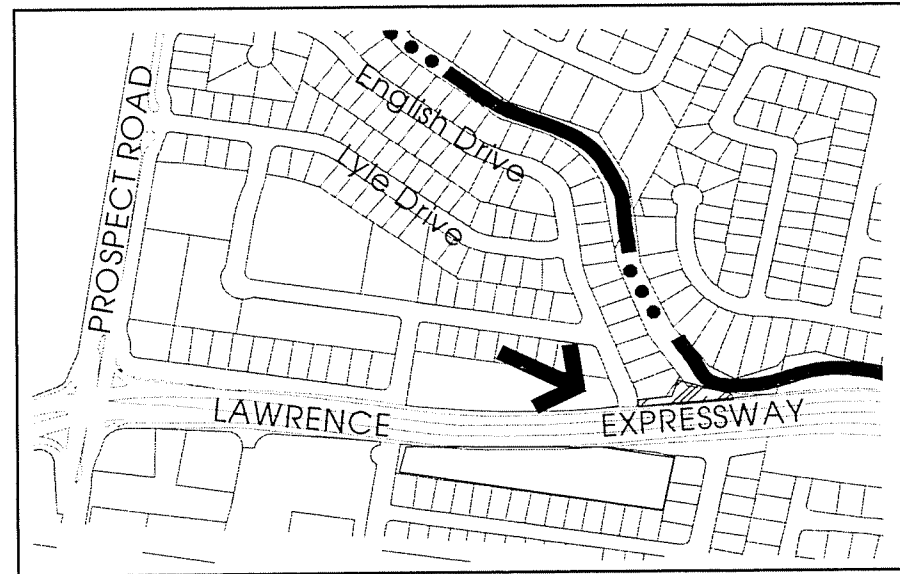 English Drive
Lyle Drive
PROSPECT ROAD
LAWRENCE EXPRESSWAY